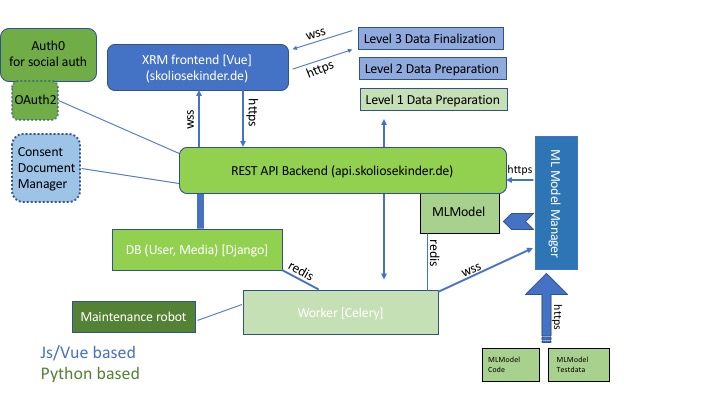 Auth0
for social auth
OAuth2
XRM frontend [Vue]
(skoliosekinder.de)
wss
https
Level 3 Data Finalization
Level 2 Data Preparation
Level 1 Data Preparation
wss
https
Consent
Document
Manager
REST API Backend (api.skoliosekinder.de)
https
ML Model Manager
MLModel
DB (User, Media) [Django]
redis
redis
wss
Maintenance robot
Worker [Celery]
https
Js/Vue based
Python based
MLModel
Code
MLModel
Testdata